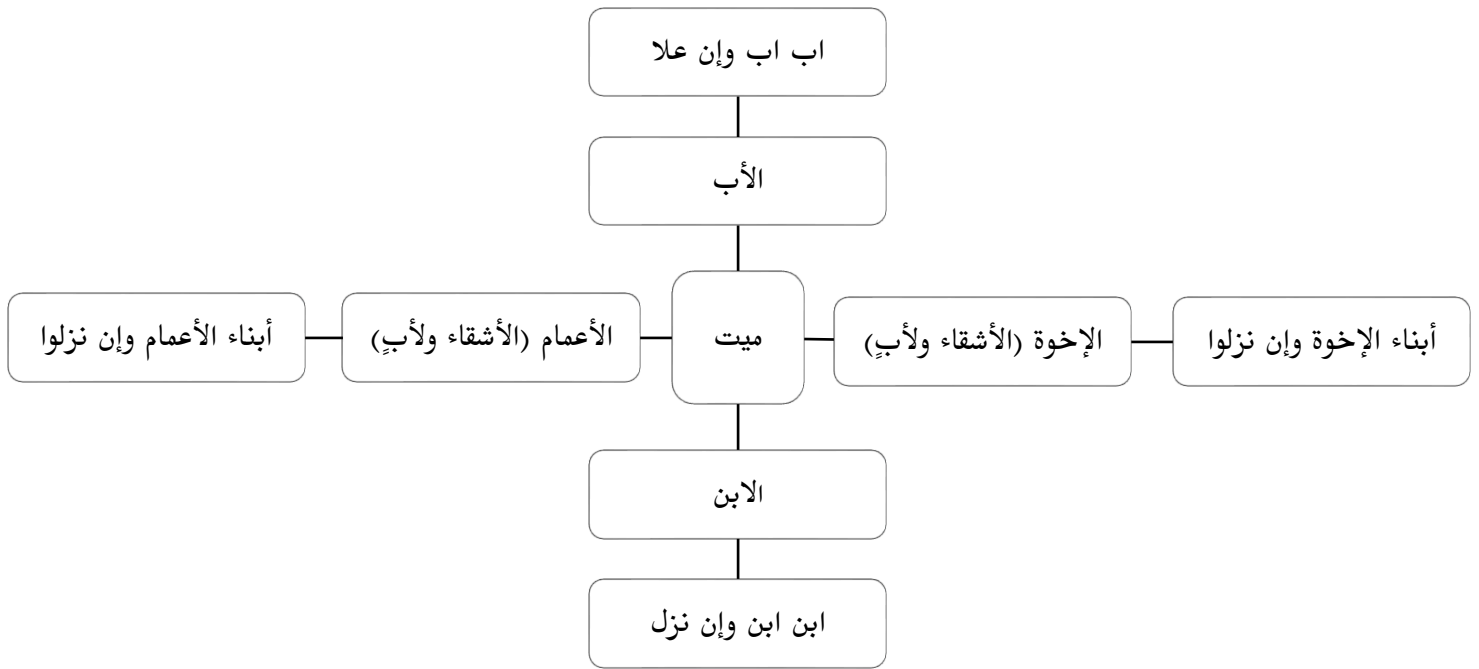 اب اب وإن علا
الأب
أبناء الإخوة وإن نزلوا
الإخوة (الأشقاء ولأبٍ)
ميت
الأعمام (الأشقاء ولأبٍ)
أبناء الأعمام وإن نزلوا
الابن
ابن ابن وإن نزل